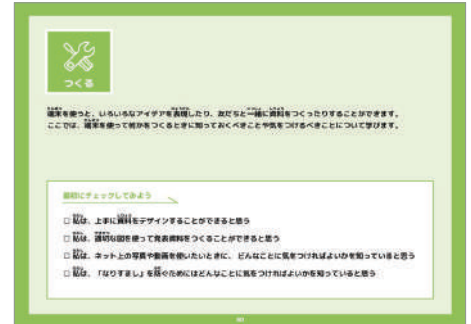 つくる
端末を使うと、いろいろなアイデアを表現したり、友だちと一緒に資料をつくったりすることができます。
ここでは、端末を使って何かをつくるときに知っておくべきことや気をつけるべきことについて学びます。
最初にチェックしてみよう
□ 私は、上手に資料をデザインすることができると思う
□ 私は、適切な図を使って発表資料をつくることができると思う
□ 私は、ネット上の写真や動画を使いたいときに、どんなことに気をつければよいかを知っていると思う
□ 私は、「なりすまし」を防ぐためにはどんなことに気をつければよいかを知っていると思う